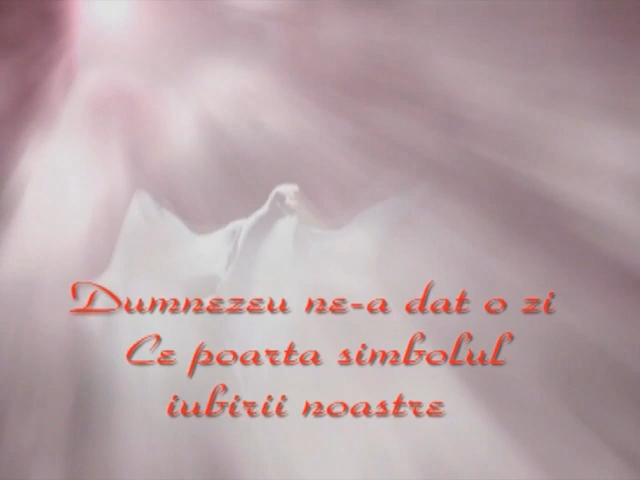 Dumnezeu ne-a dat o zi
Ce poarta simbolul
iubirii noastre